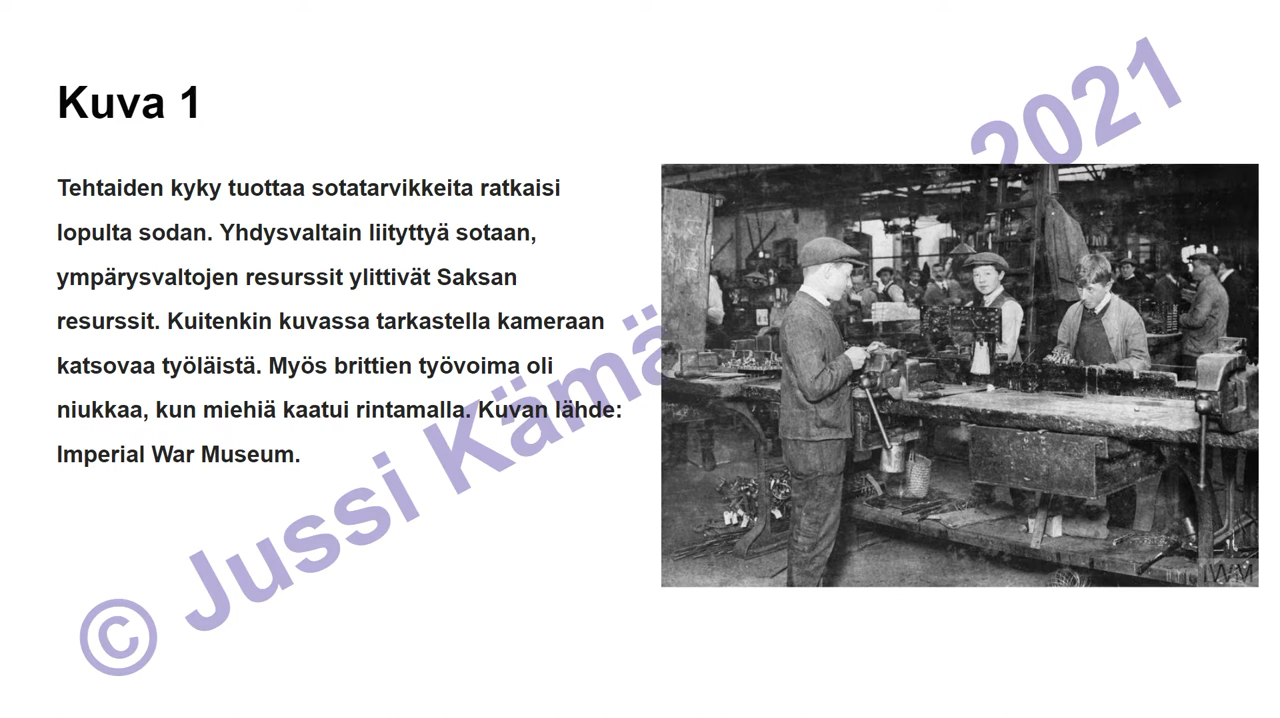 Kuva 1
Tehtaiden kyky tuottaa sotatarvikkeita ratkaisi
lopulta sodan. Yhdysvaltain liityttyä sotaan,
ympärysvaltojen resurssit ylittivät Saksan
resurssit. Kuitenkin kuvassa tarkastella kameraan
katsovaa työläistä. Myös brittien työvoima oli
niukkaa, kun miehiä kaatui rintamalla. Kuvan lähde:
Imperial War Museum.
© Jussi Kämä 2021
IWM